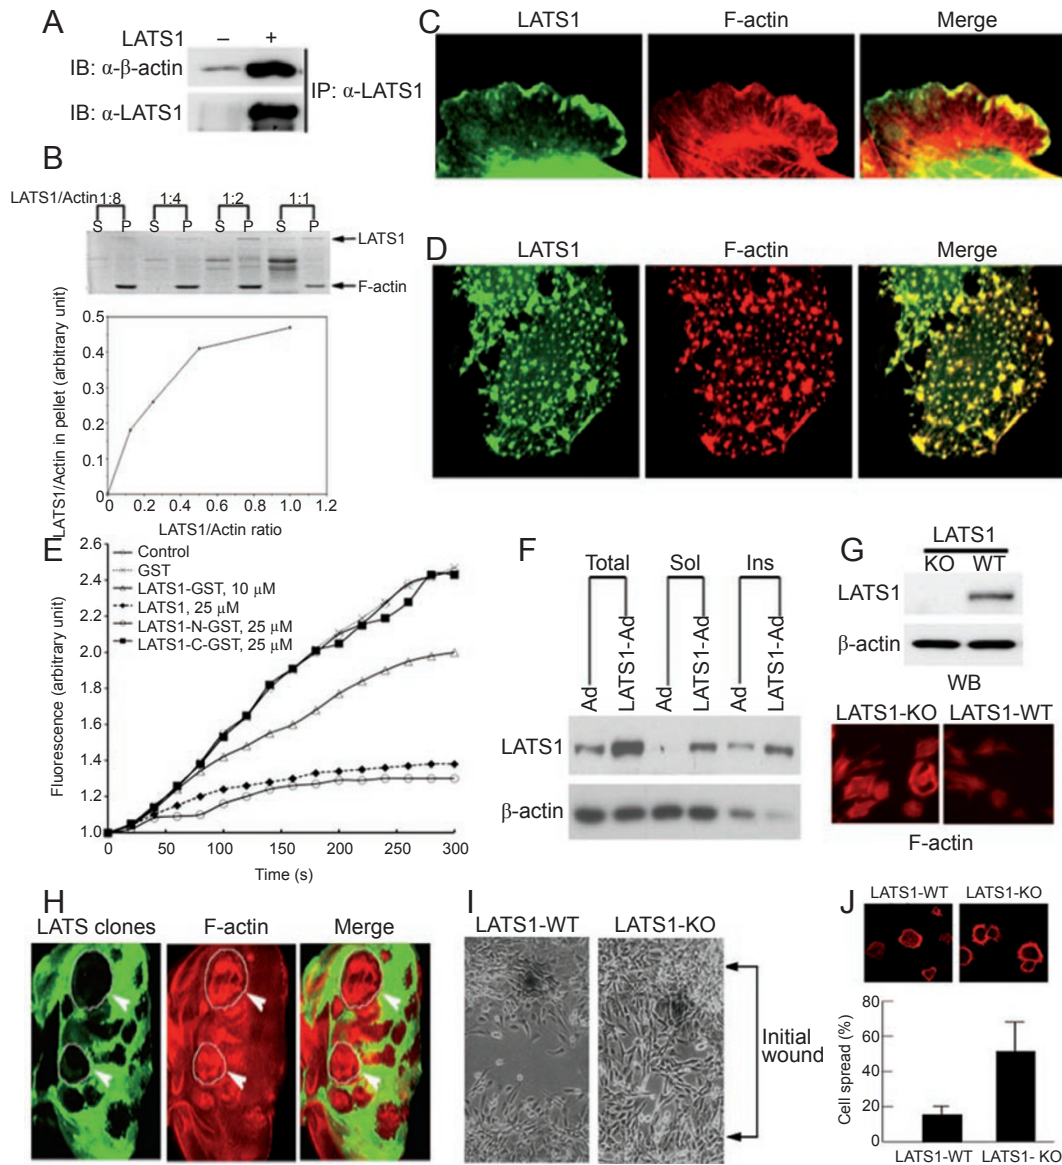 A
LATS1 – +
IB: α-β-actin
IB: α-LATS1
IP: α-LATS1
B
LATS1/Actin 1:8 1:4 1:2 1:1
S P S P S P S P
LATS1
F-actin
LATS1/Actin in pellet (arbitrary unit)
0.5
0.4
0.3
0.2
0.1
0
0 0.2 0.4 0.6 0.8 1.0 1.2
LATS1/Actin ratio
C
LATS1 F-actin Merge
D
LATS1 F-actin Merge
E
Fluorescence (arbitrary unit)
2.6
2.4
2.2
2.0
1.8
1.6
1.4
1.2
1.0
Control
GST
LATS1-GST, 10 μM
LATS1, 25 μM
LATS1-N-GST, 25 μM
LATS1-C-GST, 25 μM
0 50 100 150 200 250 300
Time (s)
F
Total Sol Ins
Ad LATS1-Ad Ad LATS1-Ad Ad LATS1-Ad
LATS1
β-actin
G
LATS1
KO WT
LATS1
β-actin
WB
LATS1-KO LATS1-WT
F-actin
H
LATS clones F-actin Merge
I
LATS1-WT LATS1-KO
Initial
wound
J
LATS1-WT LATS1-KO
Cell spread (%)
80
60
40
20
0
LATS1-WT LATS1- KO